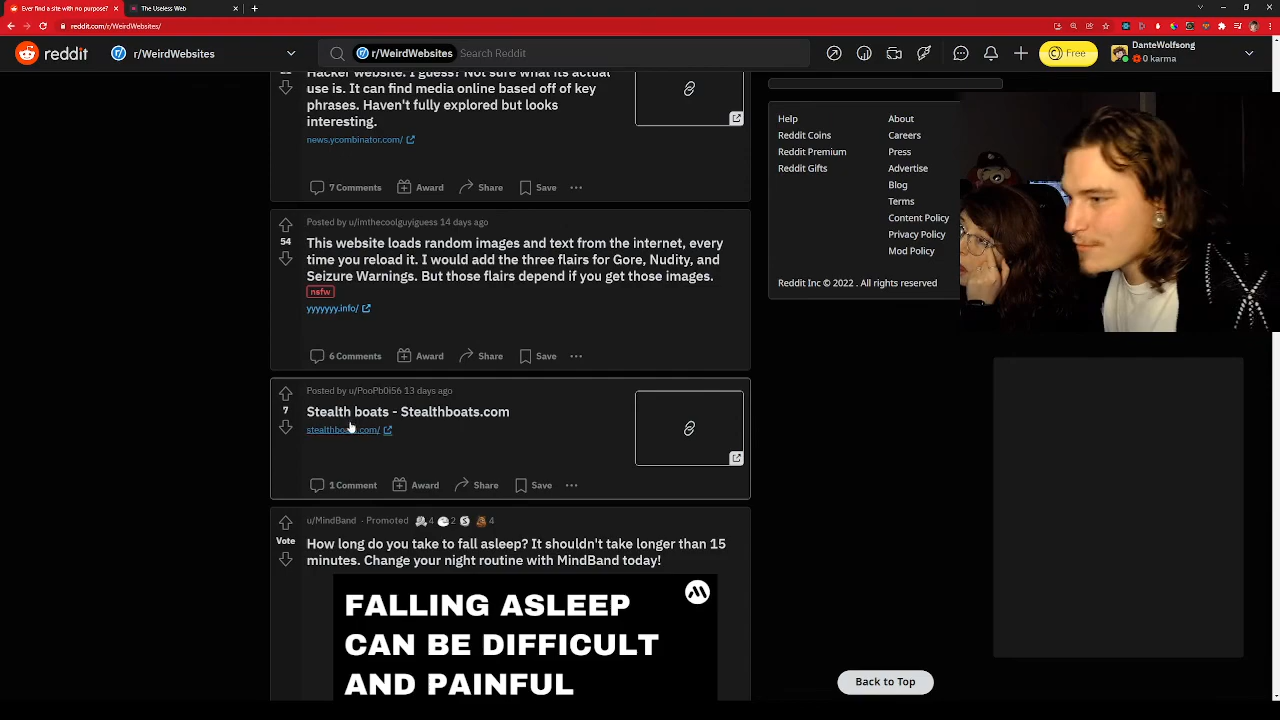 Ever find a site with no purpose?
The Useless Web
reddit.com/r/WeirdWebsites/
reddit
r/WeirdWebsites
r/WeirdWebsites
Search Reddit
Free
DanteWolfsong
0 karma
Hacker website. I guess? Not sure what its actual
use is. It can find media online based off of key
phrases. Haven't fully explored but looks
interesting.
news.ycombinator.com/
7 Comments
Award
Share
Save
Posted by u/imthecoolguyiguess 14 days ago
54
This website loads random images and text from the internet, every
time you reload it. I would add the three flairs for Gore, Nudity, and
Seizure Warnings. But those flairs depend if you get those images.
nsfw
yyyyyyy.info/
6 Comments
Award
Share
Save
Posted by u/PooPb0i56 13 days ago
7
Stealth boats - Stealthboats.com
1 Comment
Award
Share
Save
u/MindBand · Promoted
4
2
4
Vote
How long do you take to fall asleep? It shouldn't take longer than 15
minutes. Change your night routine with MindBand today!
FALLING ASLEEP
CAN BE DIFFICULT
AND PAINFUL
Help
Reddit Coins
Reddit Premium
Reddit Gifts
About
Careers
Press
Advertise
Blog
Terms
Content Policy
Privacy Policy
Mod Policy
Reddit Inc © 2022 . All rights reserved
Back to Top